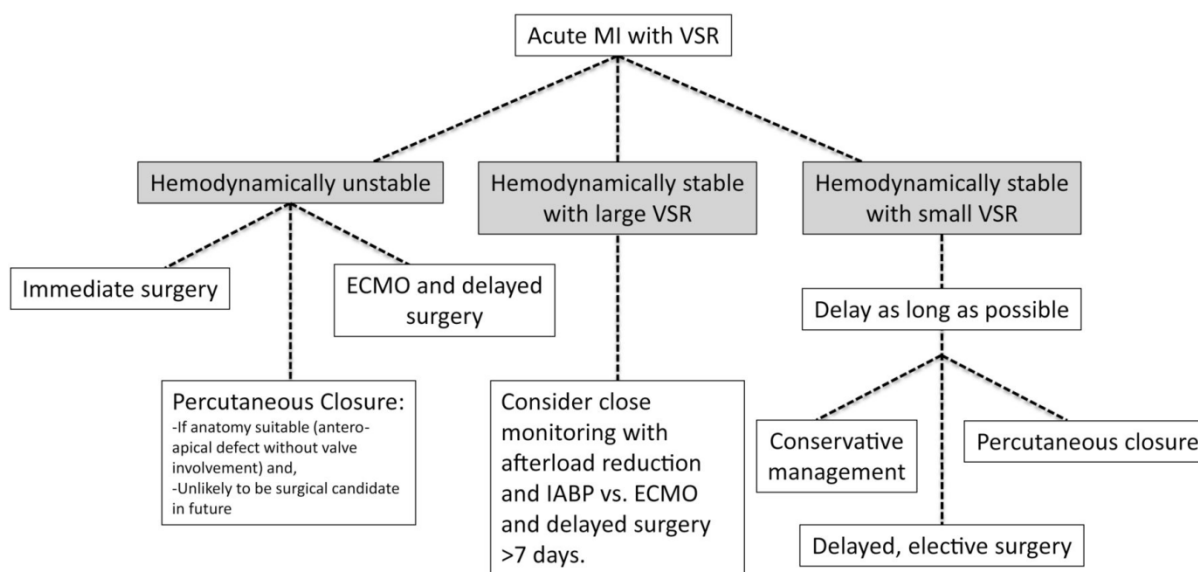 Acute MI with VSR
Hemodynamically unstable
Hemodynamically stable
with large VSR
Hemodynamically stable
with small VSR
Immediate surgery
ECMO and delayed
surgery
Delay as long as possible
Percutaneous Closure:
-If anatomy suitable (antero-
apical defect without valve
involvement) and,
-Unlikely to be surgical candidate
in future
Consider close
monitoring with
afterload reduction
and IABP vs. ECMO
and delayed surgery
>7 days.
Conservative
management
Percutaneous closure
Delayed, elective surgery